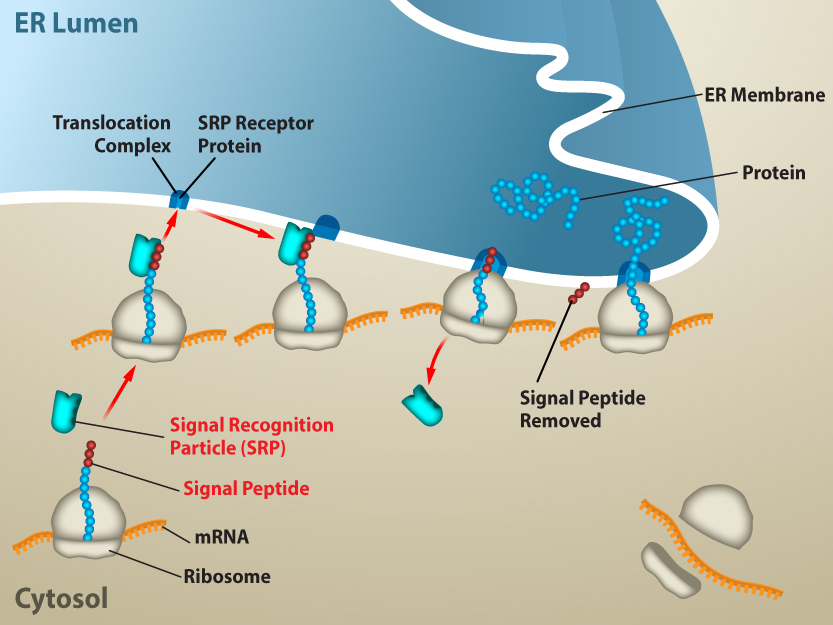 ER Lumen
ER Membrane
Translocation
Complex
SRP Receptor
Protein
Protein
Signal Peptide
Removed
Signal Recognition
Particle (SRP)
Signal Peptide
mRNA
Ribosome
Cytosol